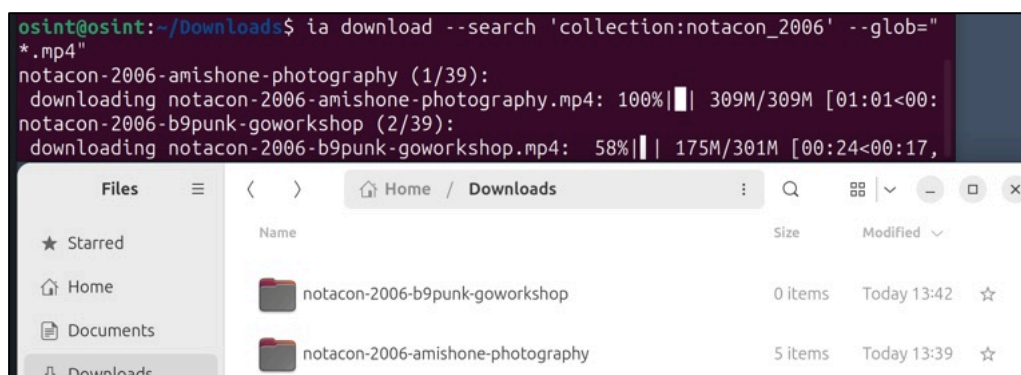 osint@osint:~/Downloads$ ia download --search 'collection:notacon_2006' --glob="
*.mp4"
notacon-2006-amishone-photography (1/39):
downloading notacon-2006-amishone-photography.mp4: 100%|█| 309M/309M [01:01<00:
notacon-2006-b9punk-goworkshop (2/39):
downloading notacon-2006-b9punk-goworkshop.mp4: 58%|▌| 175M/301M [00:24<00:17,
Files
Home / Downloads
Starred
Name Size Modified
Home
notacon-2006-b9punk-goworkshop 0 items Today 13:42
Documents
notacon-2006-amishone-photography 5 items Today 13:39
Downloads